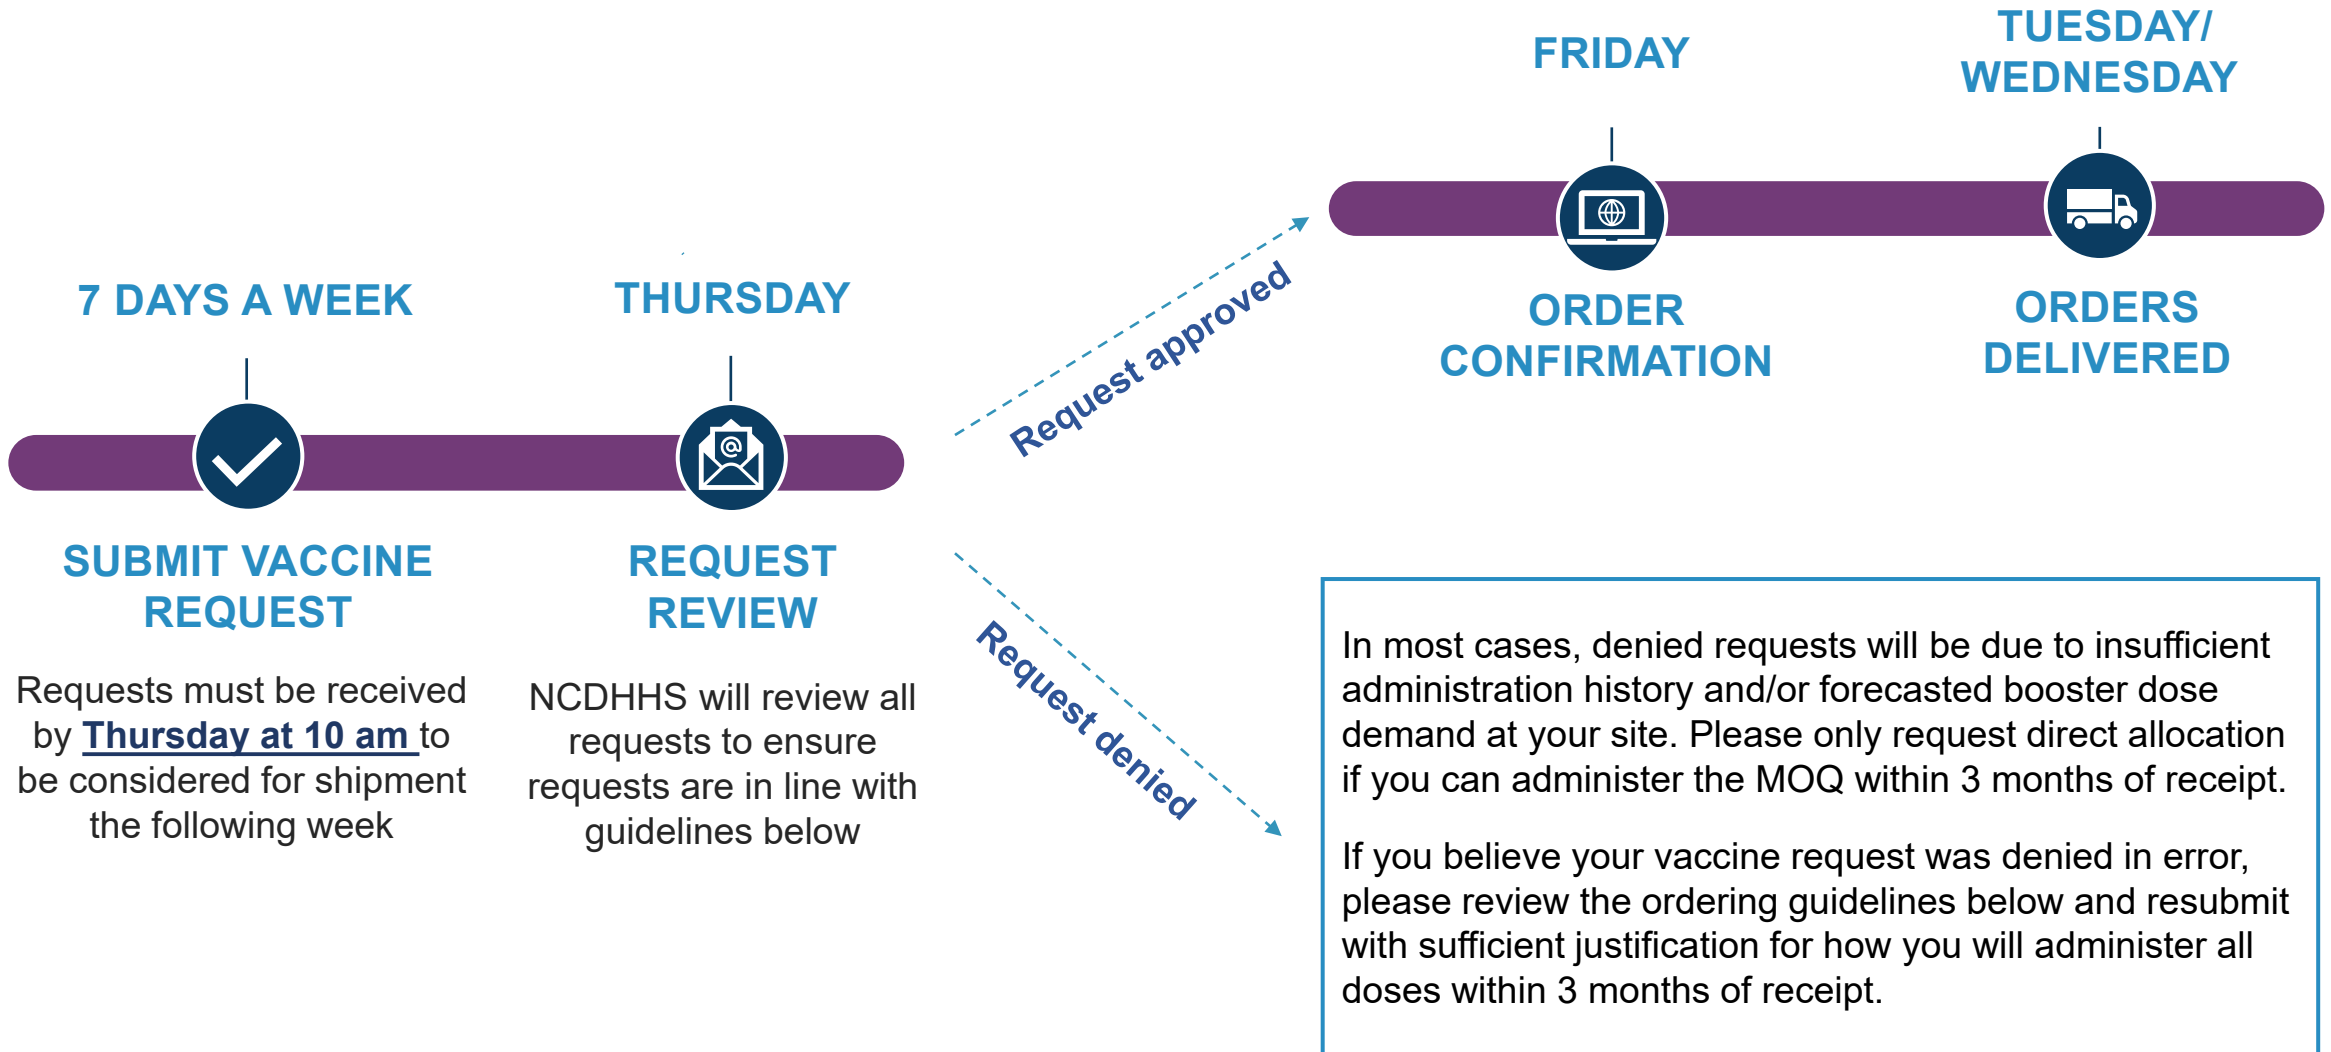 7 DAYS A WEEK
SUBMIT VACCINE
REQUEST
Requests must be received
by Thursday at 10 am to
be considered for shipment
the following week
THURSDAY
@
REQUEST
REVIEW
NCDHHS will review all
requests to ensure
requests are in line with
guidelines below
Request approved
FRIDAY
ORDER
CONFIRMATION
TUESDAY/
WEDNESDAY
ORDERS
DELIVERED
Request denied
In most cases, denied requests will be due to insufficient
administration history and/or forecasted booster dose
demand at your site. Please only request direct allocation
if you can administer the MOQ within 3 months of receipt.
If you believe your vaccine request was denied in error,
please review the ordering guidelines below and resubmit
with sufficient justification for how you will administer all
doses within 3 months of receipt.